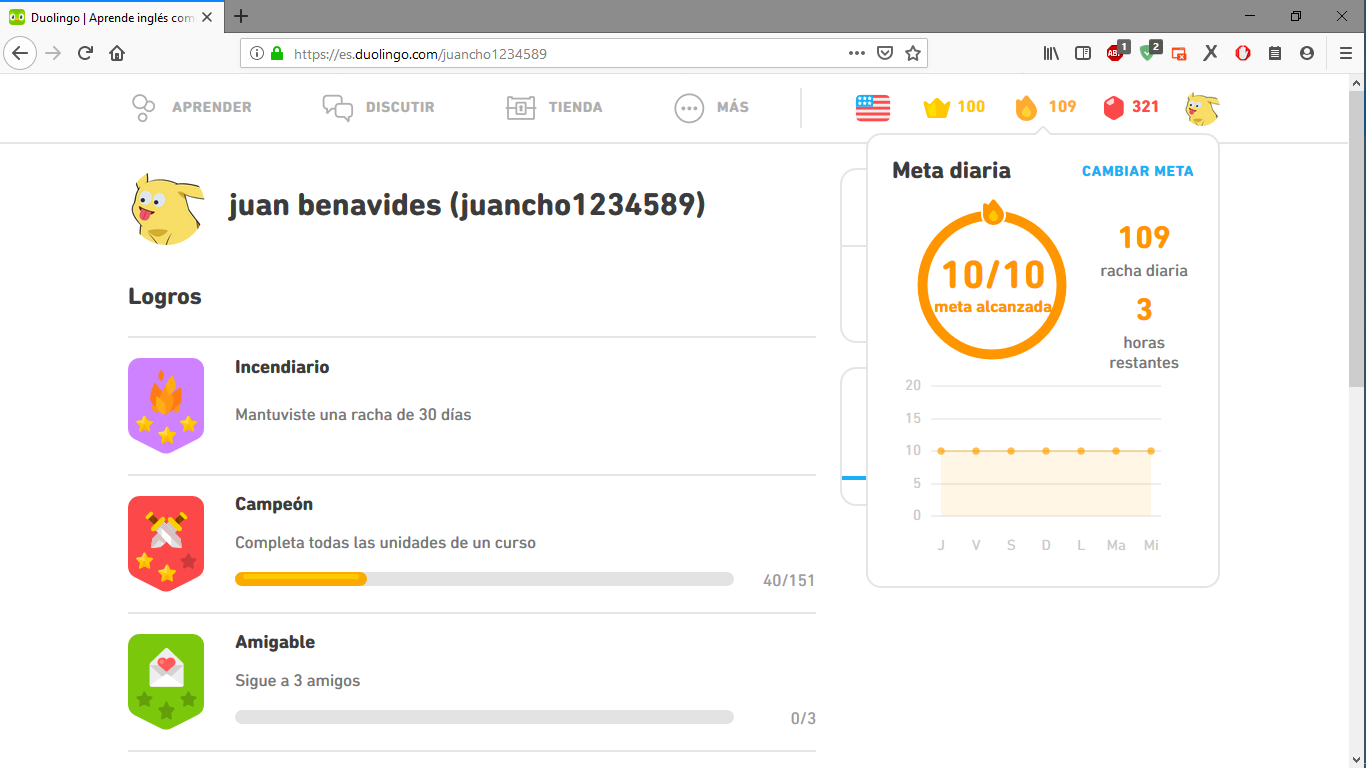 Duolingo | Aprende inglés com
https://es.duolingo.com/juancho1234589
ABP 1
2
APRENDER
DISCUTIR
TIENDA
MÁS
100
109
321
juan benavides (juancho1234589)
Logros
Incendiario
Mantuviste una racha de 30 días
Campeón
Completa todas las unidades de un curso
40/151
Amigable
Sigue a 3 amigos
0/3
Meta diaria
CAMBIAR META
10/10
meta alcanzada
109
racha diaria
3
horas
restantes
20
15
10
5
0
J V S D L Ma Mi